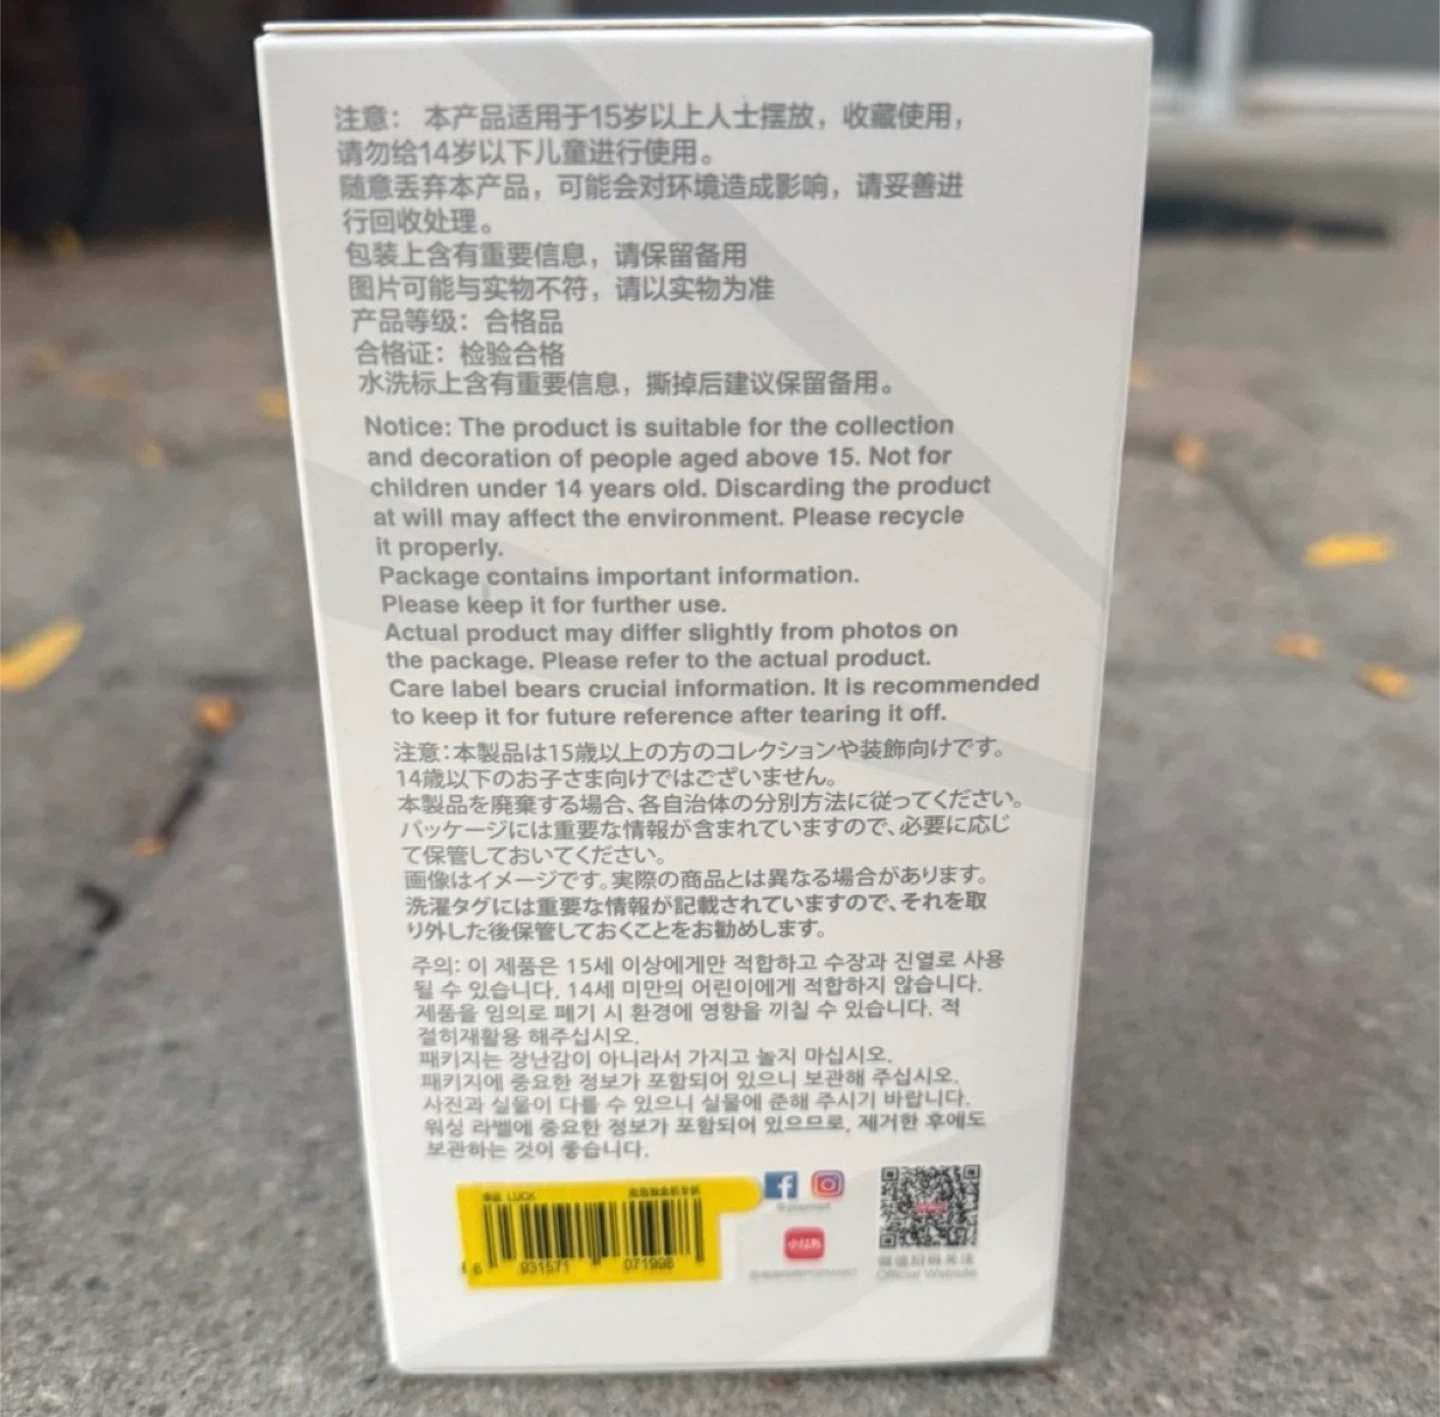 注意： 本产品适用于15岁以上人士摆放，收藏使用，
请勿给14岁以下儿童进行使用。
随意丢弃本产品，可能会对环境造成影响，请妥善进
行回收处理。
包装上含有重要信息，请保留备用
图片可能与实物不符，请以实物为准
产品等级：合格品
合格证：检验合格
水洗标上含有重要信息，撕掉后建议保留备用。
Notice: The product is suitable for the collection
and decoration of people aged above 15. Not for
children under 14 years old. Discarding the product
at will may affect the environment. Please recycle
it properly.
Package contains important information.
Please keep it for further use.
Actual product may differ slightly from photos on
the package. Please refer to the actual product.
Care label bears crucial information. It is recommended
to keep it for future reference after tearing it off.
注意：本製品は15歳以上の方のコレクションや装飾向けです。
14歳以下のお子さま向けではございません。
本製品を廃棄する場合、各自治体の分別方法に従ってください。
パッケージには重要な情報が含まれていますので、必要に応じ
て保管しておいてください。
画像はイメージです。実際の商品とは異なる場合があります。
洗濯タグには重要な情報が記載されていますので、それを取
り外した後保管しておくことをお勧めします。
주의: 이 제품은 15세 이상에게만 적합하고 수장과 진열로 사용
될 수 있습니다. 14세 미만의 어린이에게 적합하지 않습니다.
제품을 임의로 폐기 시 환경에 영향을 끼칠 수 있습니다. 적
절히재활용 해주십시오.
패키지는 장난감이 아니라서 가지고 놀지 마십시오.
패키지에 중요한 정보가 포함되어 있으니 보관해 주십시오.
사진과 실물이 다를 수 있으니 실물에 준해 주시기 바랍니다.
워싱 라벨에 중요한 정보가 포함되어 있으므로, 제거한 후에도
보관하는 것이 좋습니다.
LUCK
6 931571 071998
小红书
Official Website